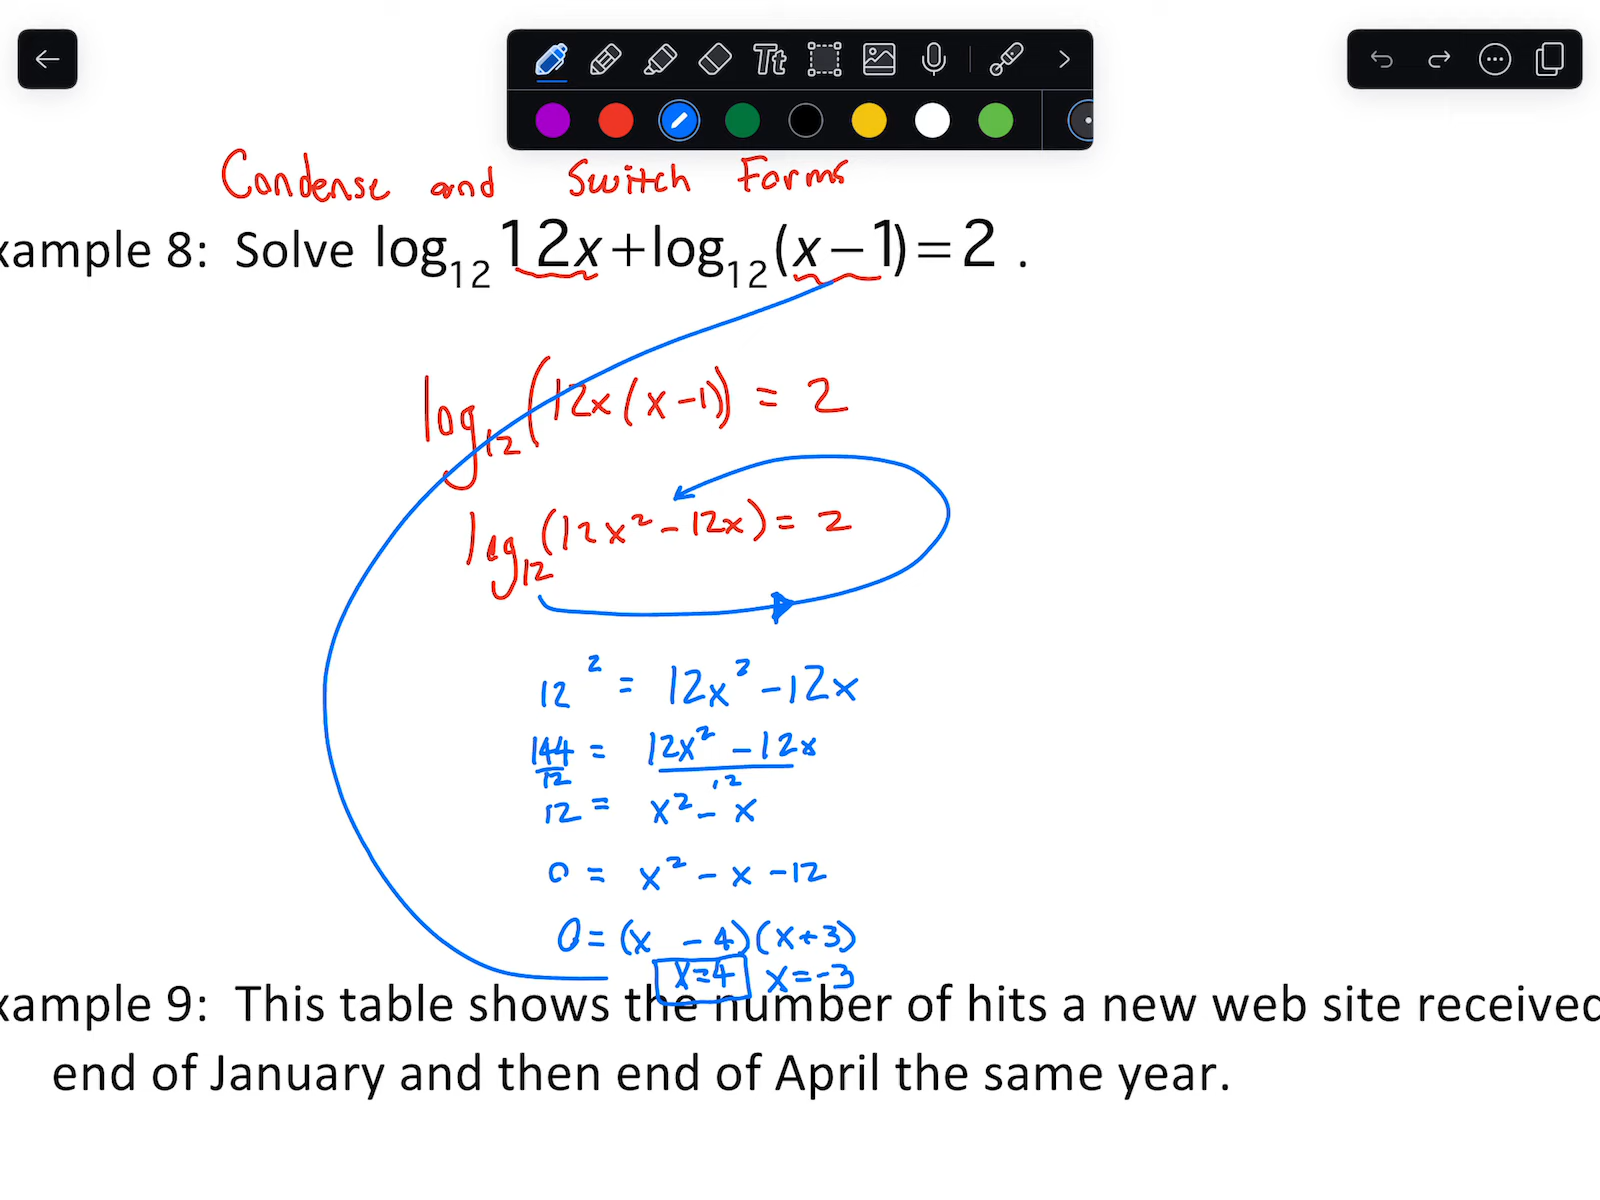 Tt
Condense and Switch Forms
xample 8: Solve log₁₂12x+log₁₂(x−1)=2 .
log₁₂(12x(x-1)) = 2
log₁₂(12x²-12x) = 2
12² = 12x²-12x
144/12 = 12x²-12x/12
12 = x²-x
0 = x²-x-12
0=(x -4)(x+3)
x=4 x=-3
xample 9: This table shows the number of hits a new web site received
end of January and then end of April the same year.